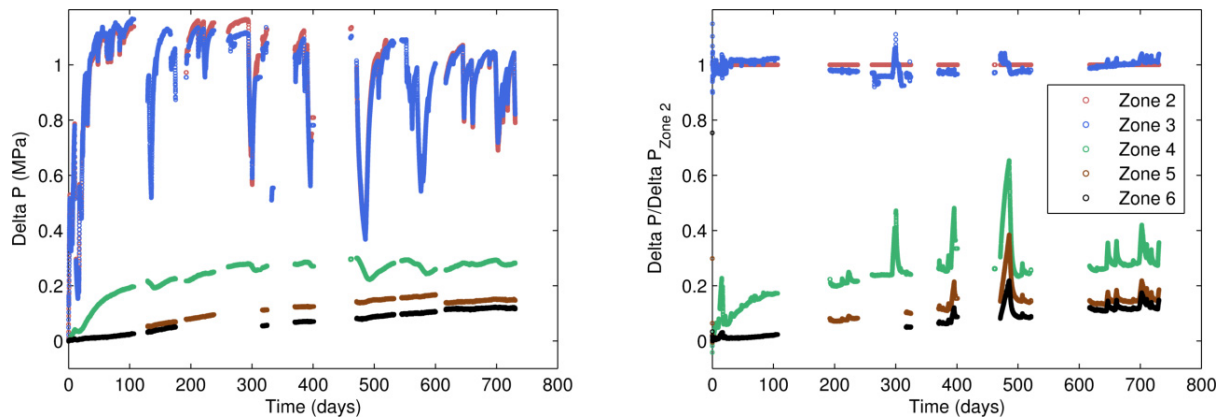 Delta P (MPa)
1
0.8
0.6
0.4
0.2
0
0 100 200 300 400 500 600 700 800
Time (days)
Delta P/Delta P Zone 2
1
0.8
0.6
0.4
0.2
0
Zone 2
Zone 3
Zone 4
Zone 5
Zone 6
0 100 200 300 400 500 600 700 800
Time (days)